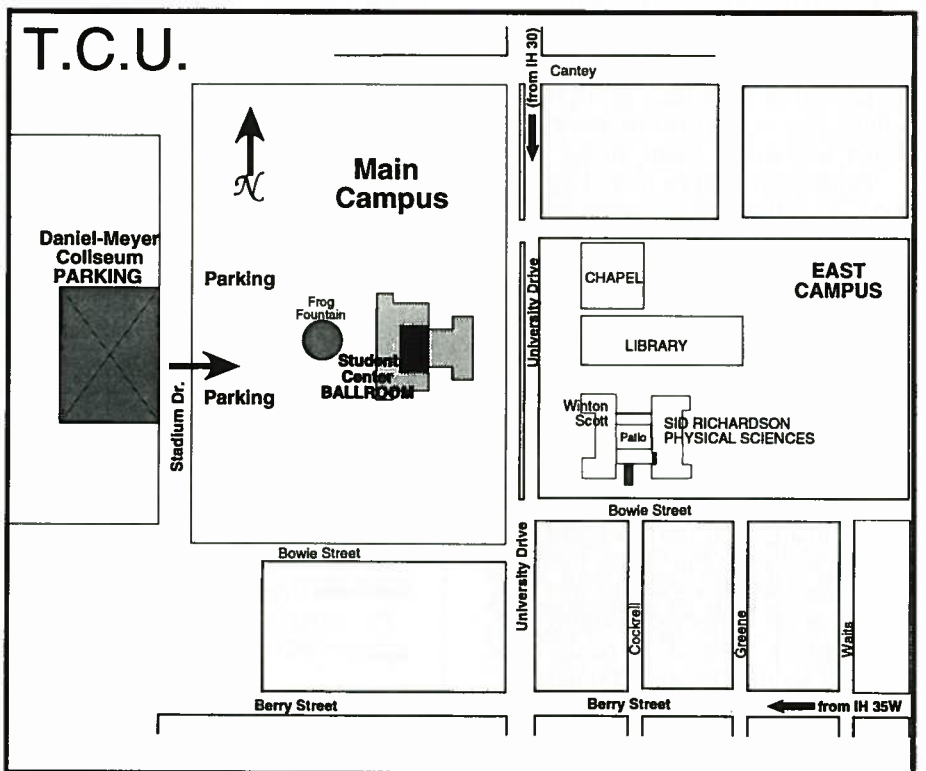 T.C.U.
(from IH 30)
Cantey
N
Main
Campus
Daniel-Meyer
Coliseum
PARKING
Parking
Frog
Fountain
Student
Center
BALLROOM
Parking
Stadium Dr.
University Drive
CHAPEL
EAST
CAMPUS
LIBRARY
Winton
Scott
Patio
SID RICHARDSON
PHYSICAL SCIENCES
Bowie Street
Bowie Street
University Drive
Cockrell
Greene
Waits
Berry Street
Berry Street
from IH 35W